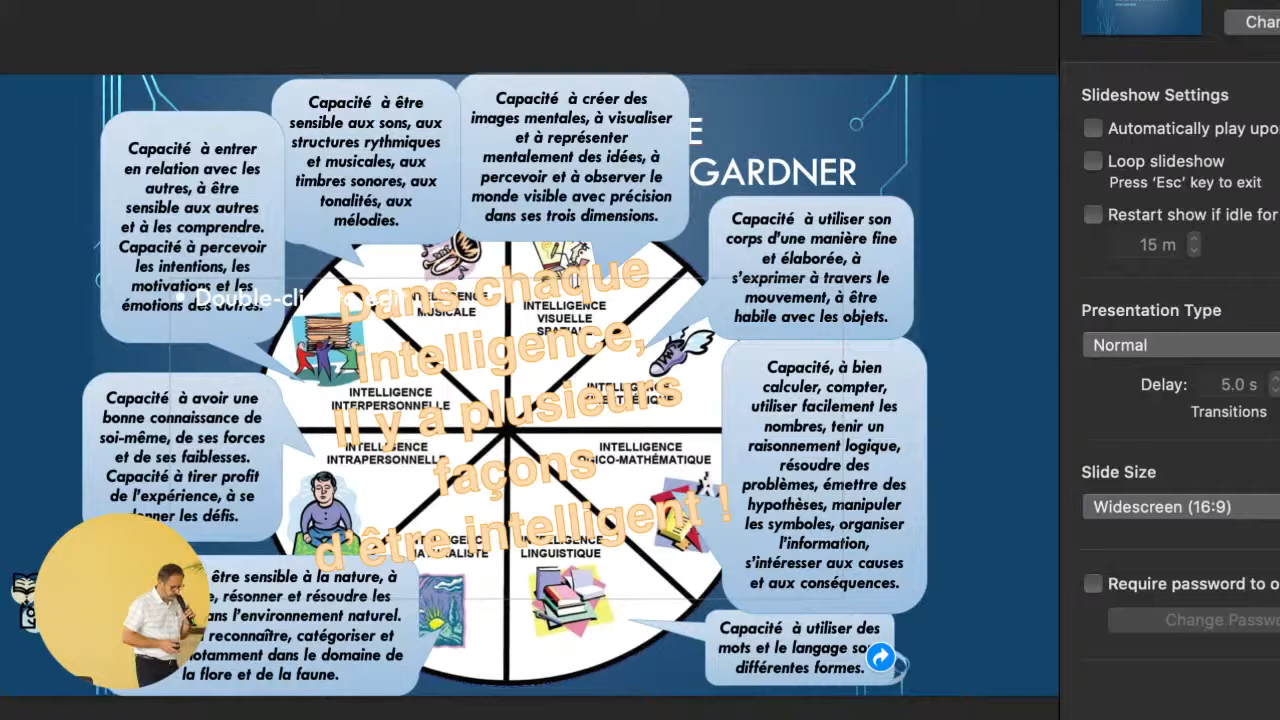 E
GARDNER
Capacité à entrer
en relation avec les
autres, à être
sensible aux autres
et à les comprendre.
Capacité à percevoir
les intentions, les
motivations et les
émotions des autres.
Capacité à être
sensible aux sons, aux
structures rythmiques
et musicales, aux
timbres sonores, aux
tonalités, aux
mélodies.
Capacité à créer des
images mentales, à visualiser
et à représenter
mentalement des idées, à
percevoir et à observer le
monde visible avec précision
dans ses trois dimensions.
Capacité à utiliser son
corps d'une manière fine
et élaborée, à
s'exprimer à travers le
mouvement, à être
habile avec les objets.
Capacité, à bien
calculer, compter,
utiliser facilement les
nombres, tenir un
raisonnement logique,
résoudre des
problèmes, émettre des
hypothèses, manipuler
les symboles, organiser
l'information,
s'intéresser aux causes
et aux conséquences.
Capacité à utiliser des
mots et le langage so
différentes formes.
Capacité à avoir une
bonne connaissance de
soi-même, de ses forces
et de ses faiblesses.
Capacité à tirer profit
de l'expérience, à se
donner les défis.
être sensible à la nature, à
résonner et résoudre les
l'environnement naturel.
reconnaître, catégoriser et
notamment dans le domaine de
la flore et de la faune.
• Double-cli
MUSICALE
INTELLIGENCE
VISUELLE
INTELLIGENCE
INTERPERSONNELLE
INTELLIGENCE
INTRAPERSONNELLE
INTELLIGENCE
OGICO-MATHÉMATIQUE
LINGUISTIQUE
Dans chaque
intelligence,
Il y a plusieurs
façons
d'être intelligent !
Char
Slideshow Settings
Automatically play upo
Loop slideshow
Press ‘Esc’ key to exit
Restart show if idle for
15 m
Presentation Type
Normal
Delay: 5.0 s
Transitions
Slide Size
Widescreen (16:9)
Require password to o
Change Passwo